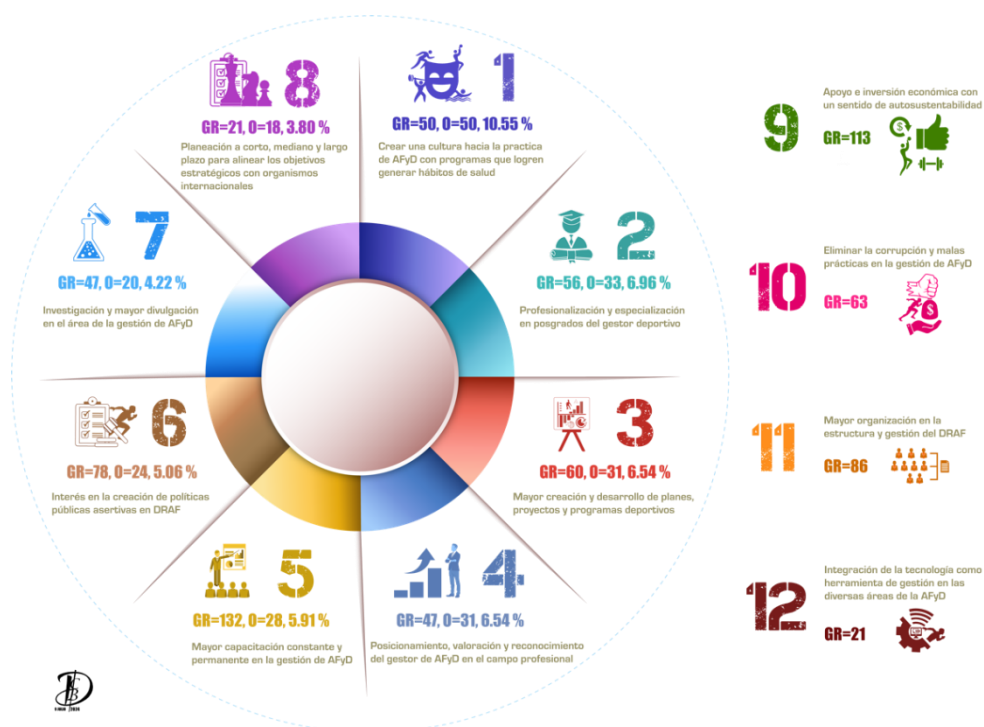 1
GR=50, O=50, 10.55 %
Crear una cultura hacia la practica
de AFyD con programas que logren
generar hábitos de salud
2
GR=56, O=33, 6.96 %
Profesionalización y especialización
en posgrados del gestor deportivo
3
GR=60, O=31, 6.54 %
Mayor creación y desarrollo de planes,
proyectos y programas deportivos
4
GR=47, O=31, 6.54 %
Posicionamiento, valoración y reconocimiento
del gestor de AFyD en el campo profesional
5
GR=132, O=28, 5.91 %
Mayor capacitación constante y
permanente en la gestión de AFyD
6
GR=78, O=24, 5.06 %
Interés en la creación de políticas
públicas asertivas en DRAF
7
GR=47, O=20, 4.22 %
Investigación y mayor divulgación
en el área de la gestión de AFyD
8
GR=21, O=18, 3.80 %
Planeación a corto, mediano y largo
plazo para alinear los objetivos
estratégicos con organismos
internacionales
9
Apoyo e inversión económica con
un sentido de autosustentabilidad
GR=113
10
Eliminar la corrupción y malas
prácticas en la gestión de AFyD
GR=63
11
Mayor organización en la
estructura y gestión del DRAF
GR=86
12
Integración de la tecnología como
herramienta de gestión en las
diversas áreas de la AFyD
GR=21